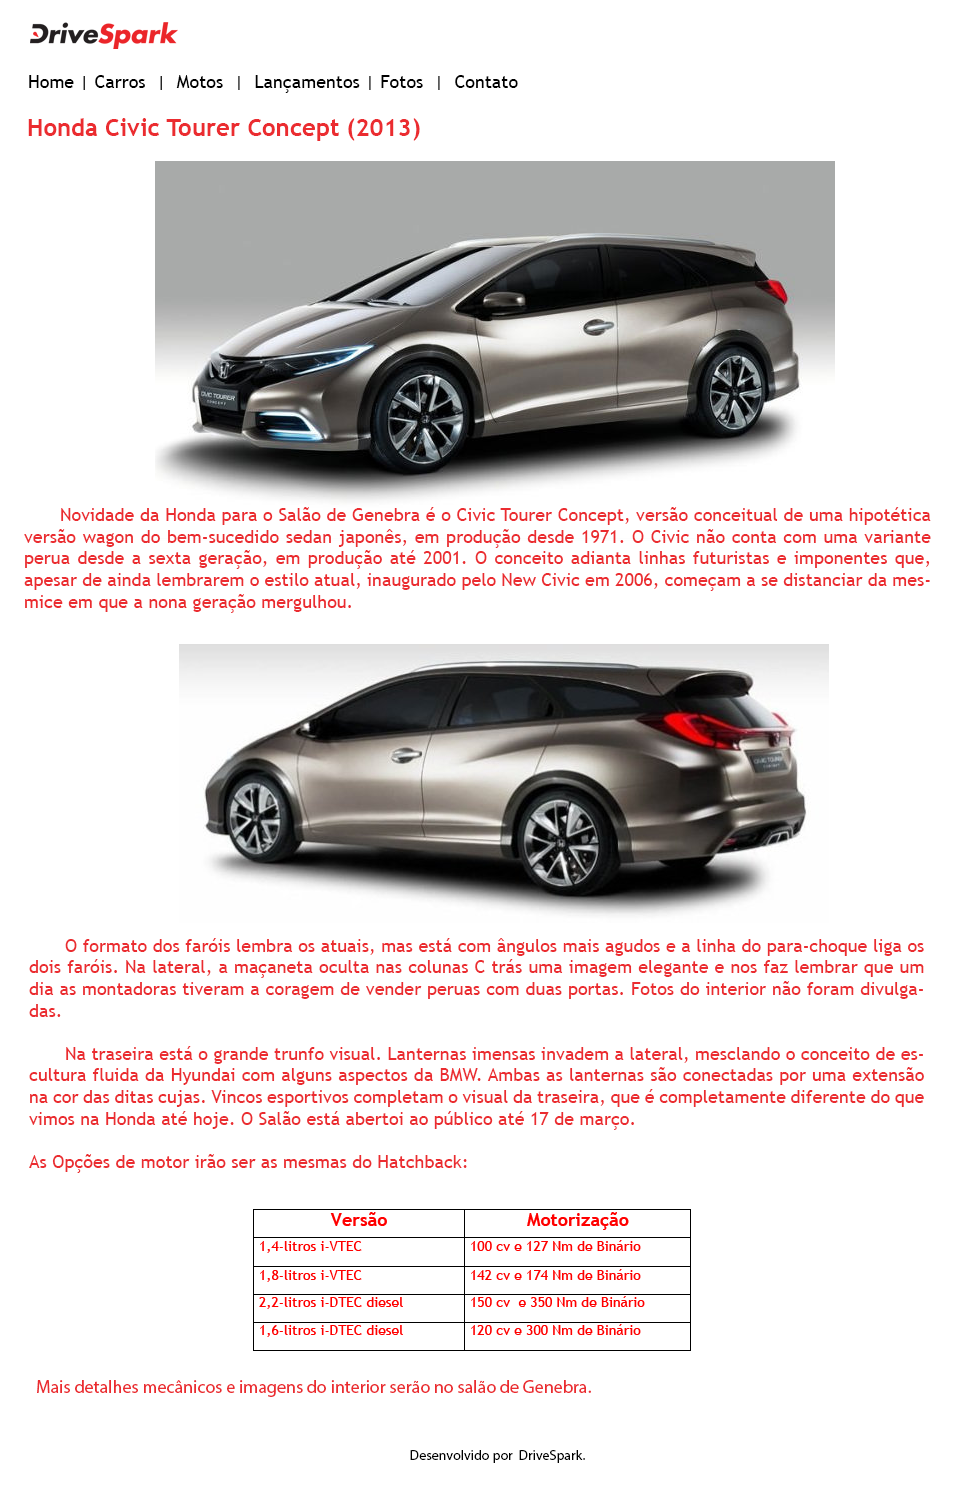 DriveSpark
Home | Carros | Motos | Lançamentos | Fotos | Contato
Honda Civic Tourer Concept (2013)
CIVIC TOURER
CONCEPT
Novidade da Honda para o Salão de Genebra é o Civic Tourer Concept, versão conceitual de uma hipotética
versão wagon do bem-sucedido sedan japonês, em produção desde 1971. O Civic não conta com uma variante
perua desde a sexta geração, em produção até 2001. O conceito adianta linhas futuristas e imponentes que,
apesar de ainda lembrarem o estilo atual, inaugurado pelo New Civic em 2006, começam a se distanciar da mes-
mice em que a nona geração mergulhou.
CIVIC TOURER
CONCEPT
O formato dos faróis lembra os atuais, mas está com ângulos mais agudos e a linha do para-choque liga os
dois faróis. Na lateral, a maçaneta oculta nas colunas C trás uma imagem elegante e nos faz lembrar que um
dia as montadoras tiveram a coragem de vender peruas com duas portas. Fotos do interior não foram divulga-
das.
Na traseira está o grande trunfo visual. Lanternas imensas invadem a lateral, mesclando o conceito de es-
cultura fluida da Hyundai com alguns aspectos da BMW. Ambas as lanternas são conectadas por uma extensão
na cor das ditas cujas. Vincos esportivos completam o visual da traseira, que é completamente diferente do que
vimos na Honda até hoje. O Salão está abertoi ao público até 17 de março.
As Opções de motor irão ser as mesmas do Hatchback:
Versão Motorização
1,4-litros i-VTEC 100 cv e 127 Nm de Binário
1,8-litros i-VTEC 142 cv e 174 Nm de Binário
2,2-litros i-DTEC diesel 150 cv e 350 Nm de Binário
1,6-litros i-DTEC diesel 120 cv e 300 Nm de Binário
Mais detalhes mecânicos e imagens do interior serão no salão de Genebra.
Desenvolvido por DriveSpark.